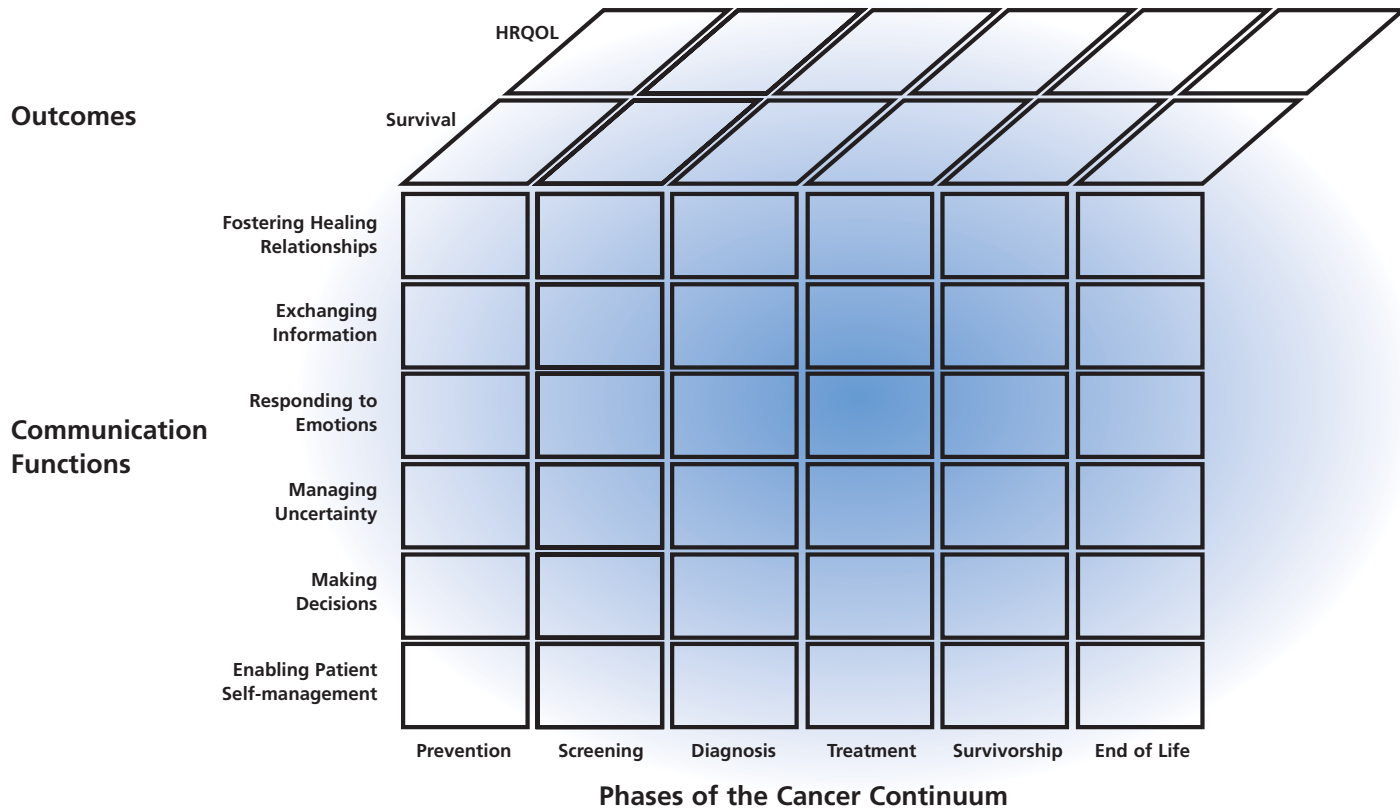 HRQOL
Outcomes
Survival
Fostering Healing
Relationships
Exchanging
Information
Responding to
Emotions
Communication
Functions
Managing
Uncertainty
Making
Decisions
Enabling Patient
Self-management
Prevention
Screening
Diagnosis
Treatment
Survivorship
End of Life
Phases of the Cancer Continuum